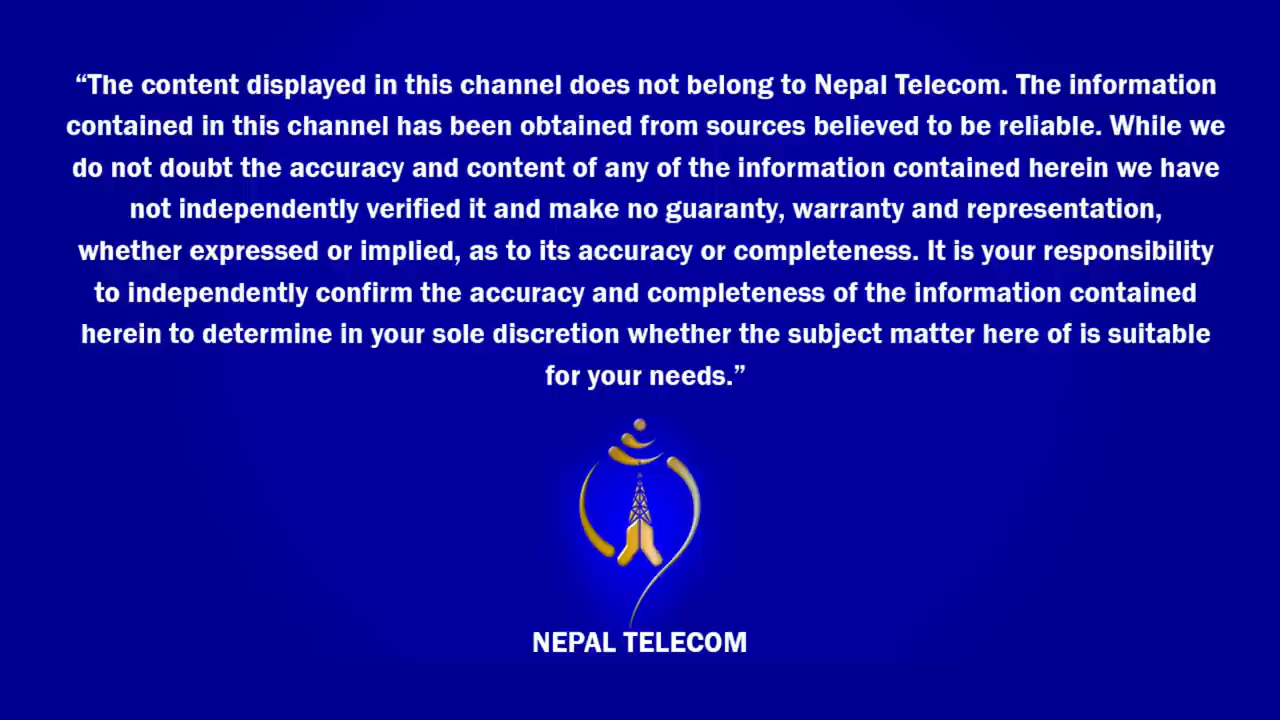 “The content displayed in this channel does not belong to Nepal Telecom. The information
contained in this channel has been obtained from sources believed to be reliable. While we
do not doubt the accuracy and content of any of the information contained herein we have
not independently verified it and make no guaranty, warranty and representation,
whether expressed or implied, as to its accuracy or completeness. It is your responsibility
to independently confirm the accuracy and completeness of the information contained
herein to determine in your sole discretion whether the subject matter here of is suitable
for your needs.”
NEPAL TELECOM